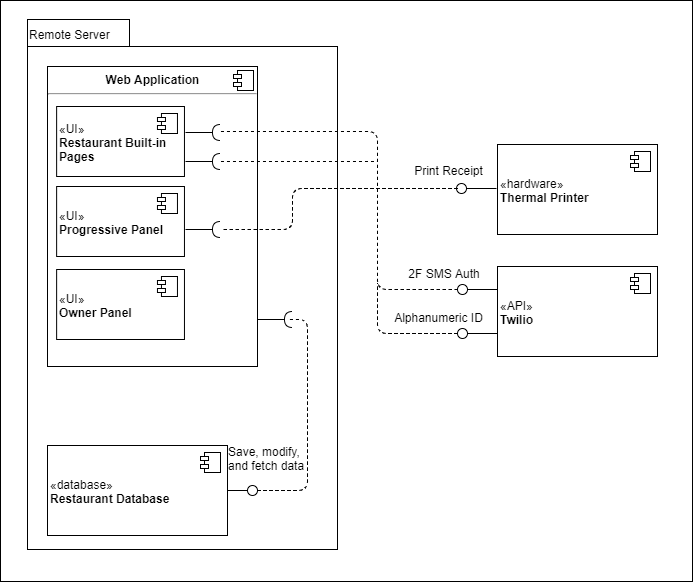 Remote Server
Web Application
«UI»
Restaurant Built-in
Pages
Print Receipt
«hardware»
Thermal Printer
«UI»
Progressive Panel
2F SMS Auth
«UI»
Owner Panel
Alphanumeric ID
«API»
Twilio
Save, modify,
and fetch data
«database»
Restaurant Database